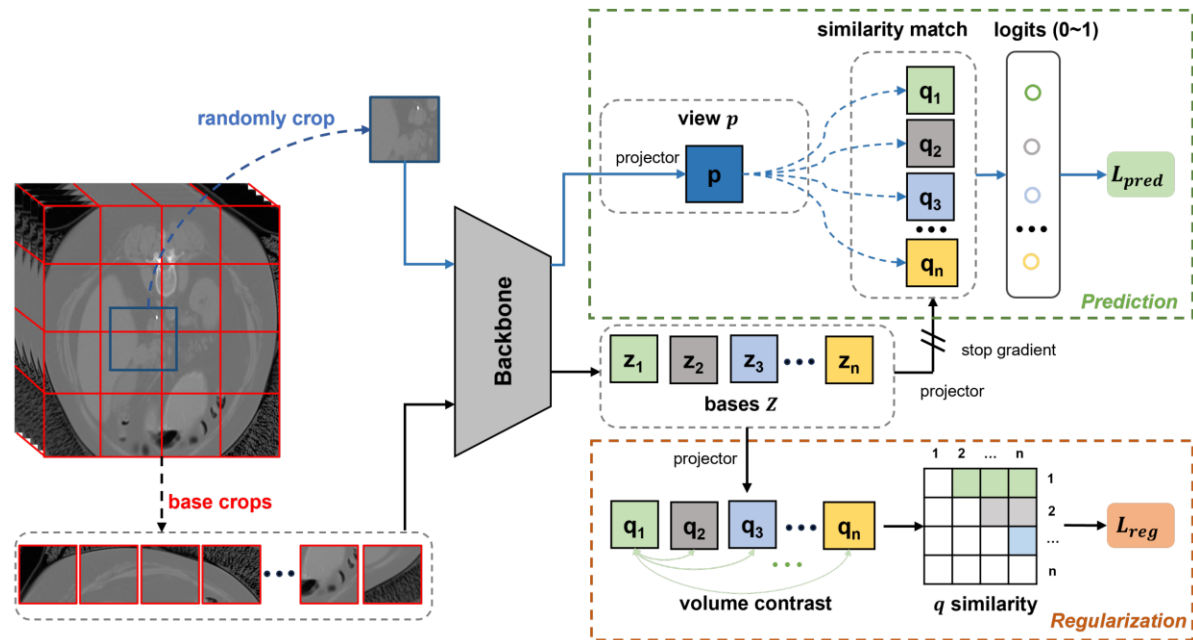 randomly crop
base crops
Backbone
view p
projector
p
similarity match
q1
q2
q3
qn
logits (0~1)
Lpred
Prediction
z1
z2
z3
zn
bases Z
stop gradient
projector
projector
q1
q2
q3
qn
volume contrast
1 2 ... n
1
2
...
n
q similarity
Lreg
Regularization